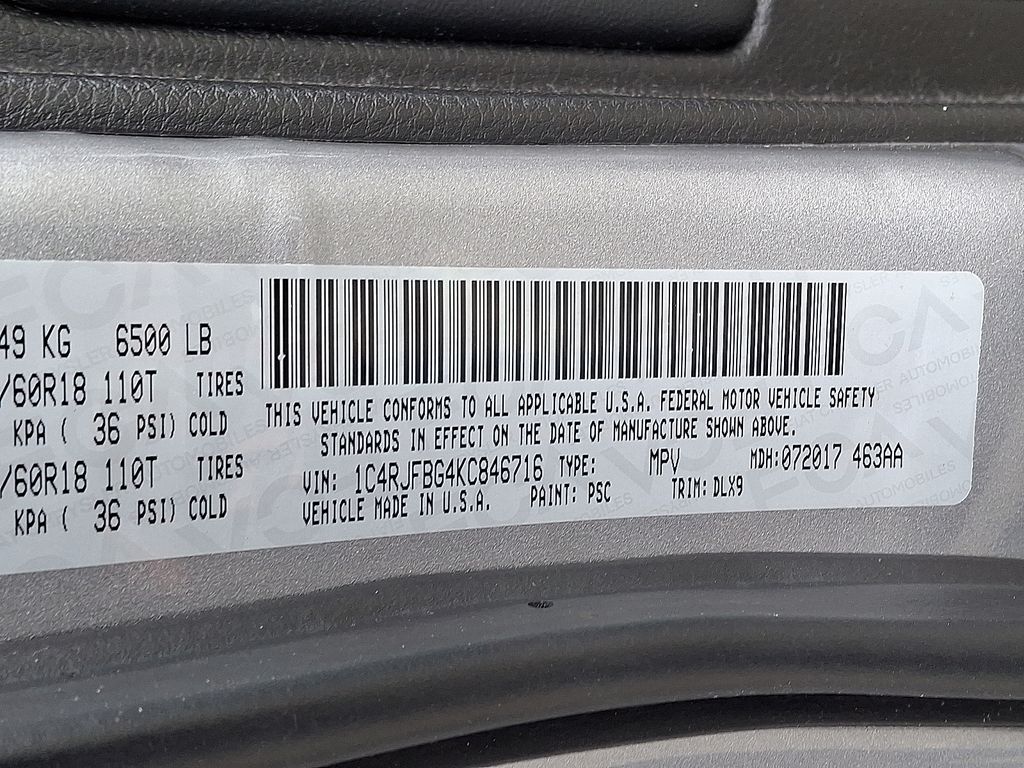 49 KG 6500 LB
/60R18 110T TIRES
KPA ( 36 PSI) COLD
/60R18 110T TIRES
KPA ( 36 PSI) COLD
THIS VEHICLE CONFORMS TO ALL APPLICABLE U.S.A. FEDERAL MOTOR VEHICLE SAFETY
STANDARDS IN EFFECT ON THE DATE OF MANUFACTURE SHOWN ABOVE.
VIN: 1C4RJFBG4KC846716 TYPE: MPV MDH:072017 463AA
VEHICLE MADE IN U.S.A. PAINT: PSC TRIM: DLX9